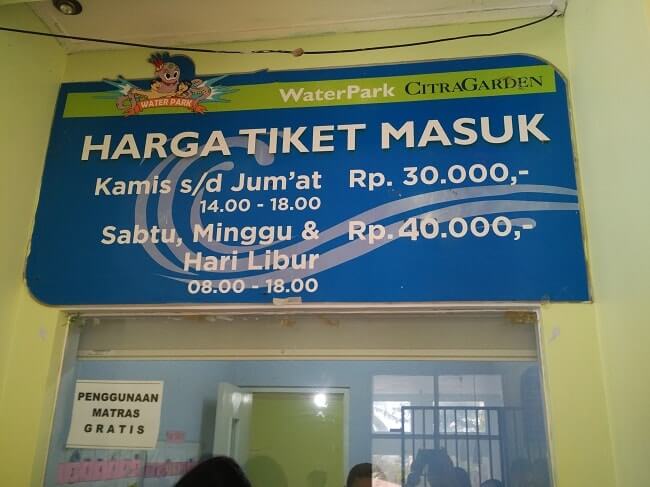 WATER PARK
WaterPark CITRAGARDEN
HARGA TIKET MASUK
Kamis s/d Jum'at Rp. 30.000,-
14.00 - 18.00
Sabtu, Minggu & Rp. 40.000,-
Hari Libur
08.00 - 18.00
PENGGUNAAN
MATRAS
GRATIS